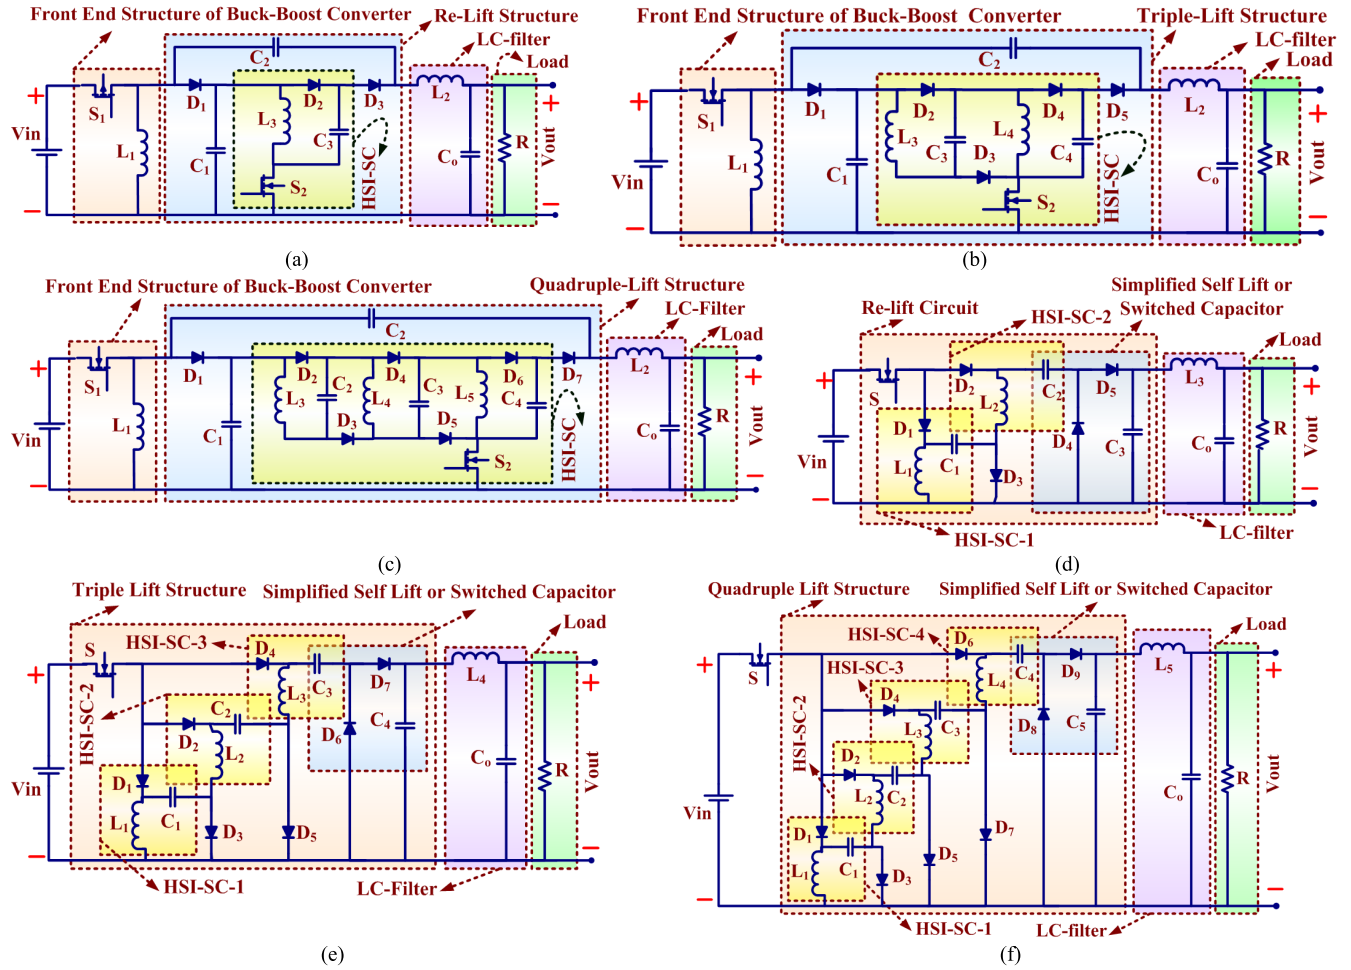 Front End Structure of Buck-Boost Converter
Re-Lift Structure
LC-filter
Load
C2
D1
D2
D3
L2
S1
L3
C3
+
+
Vin
L1
C1
HSI-SC
Co
R
Vout
S2
−
−
(a)
Front End Structure of Buck-Boost Converter
Triple-Lift Structure
LC-filter
Load
C2
D1
D2
D4
D5
L2
+
S1
L3
L4
+
C3
D3
C4
Vin
L1
C1
HSI-SC
Co
R
Vout
S2
−
−
(b)
Front End Structure of Buck-Boost Converter
Quadruple-Lift Structure
LC-Filter
Load
C2
D1
D2
D4
D6
D7
L2
+
S1
L3
C2
L4
C3
L5
C4
+
Vin
L1
C1
D3
D5
HSI-SC
Co
R
Vout
S2
−
−
(c)
Simplified Self Lift or
Switched Capacitor
Re-lift Circuit
HSI-SC-2
Load
+
S
D2
C2
D5
L3
+
L2
D1
D4
C3
Co
R
Vout
Vin
L1
C1
D3
−
−
HSI-SC-1
LC-filter
(d)
Triple Lift Structure
Simplified Self Lift or Switched Capacitor
Load
HSI-SC-3
D4
S
+
C3
D7
L4
+
HSI-SC-2
L3
C2
D2
L2
D6
C4
Co
R
Vout
Vin
D1
L1
C1
D3
D5
−
−
HSI-SC-1
LC-Filter
(e)
Quadruple Lift Structure
Simplified Self Lift or Switched Capacitor
Load
HSI-SC-4
D6
+
S
C4
D9
L5
+
HSI-SC-3
L4
HSI-SC-2
D4
C3
D8
C5
L3
D2
C2
Co
R
Vout
Vin
L2
D1
D7
L1
C1
D3
D5
−
−
HSI-SC-1
LC-filter
(f)